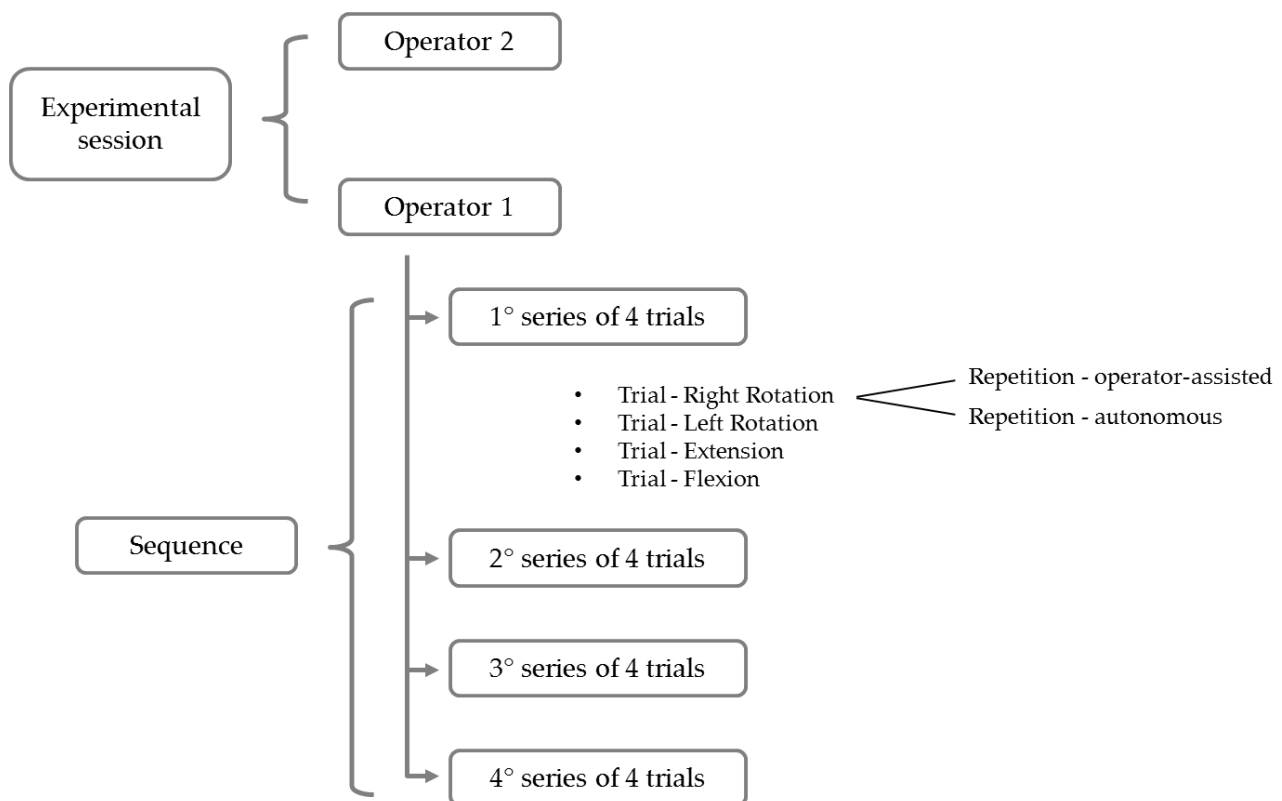 Operator 2
Experimental
session
Operator 1
1° series of 4 trials
Repetition - operator-assisted
• Trial - Right Rotation
Repetition - autonomous
• Trial - Left Rotation
• Trial - Extension
• Trial - Flexion
Sequence
2° series of 4 trials
3° series of 4 trials
4° series of 4 trials